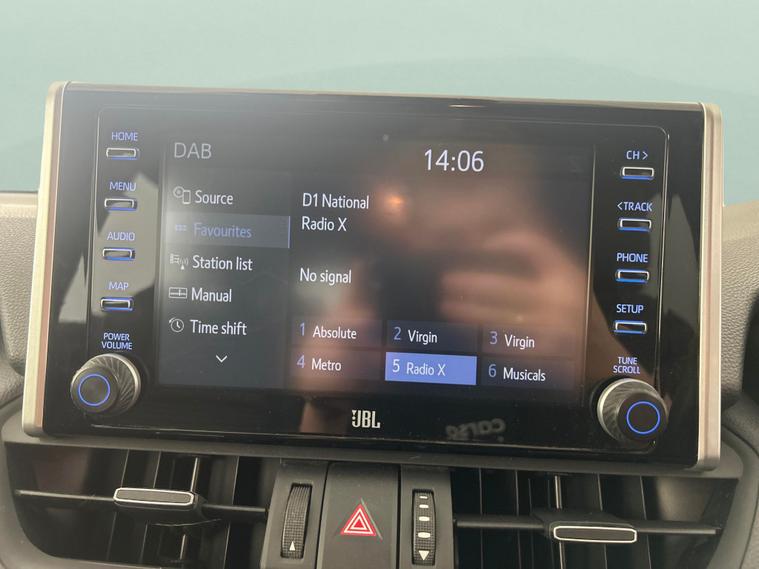 HOME
MENU
AUDIO
MAP
POWER
VOLUME
DAB
14:06
Source
Favourites
Station list
Manual
Time shift
D1 National
Radio X
No signal
1 Absolute
2 Virgin
3 Virgin
4 Metro
5 Radio X
6 Musicals
CH >
< TRACK
PHONE
SETUP
TUNE
SCROLL
JBL